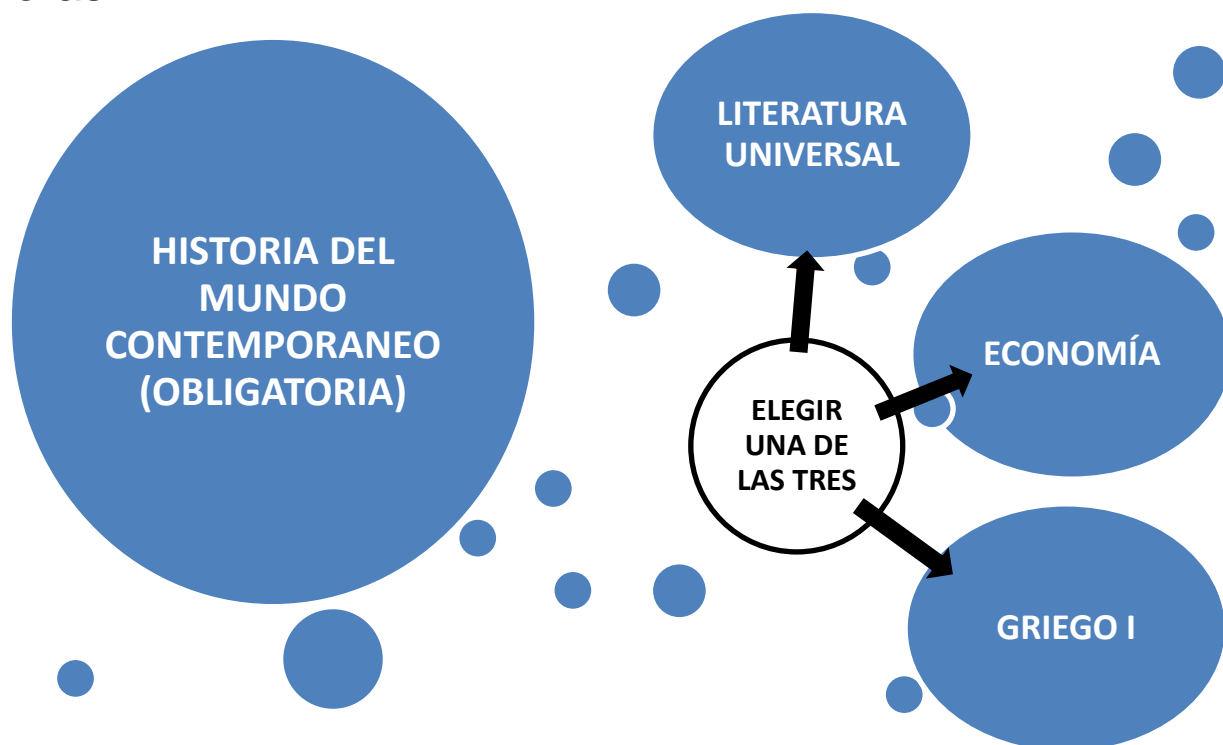 HISTORIA DEL
MUNDO
CONTEMPORANEO
(OBLIGATORIA)
LITERATURA
UNIVERSAL
ELEGIR
UNA DE
LAS TRES
ECONOMÍA
GRIEGO I